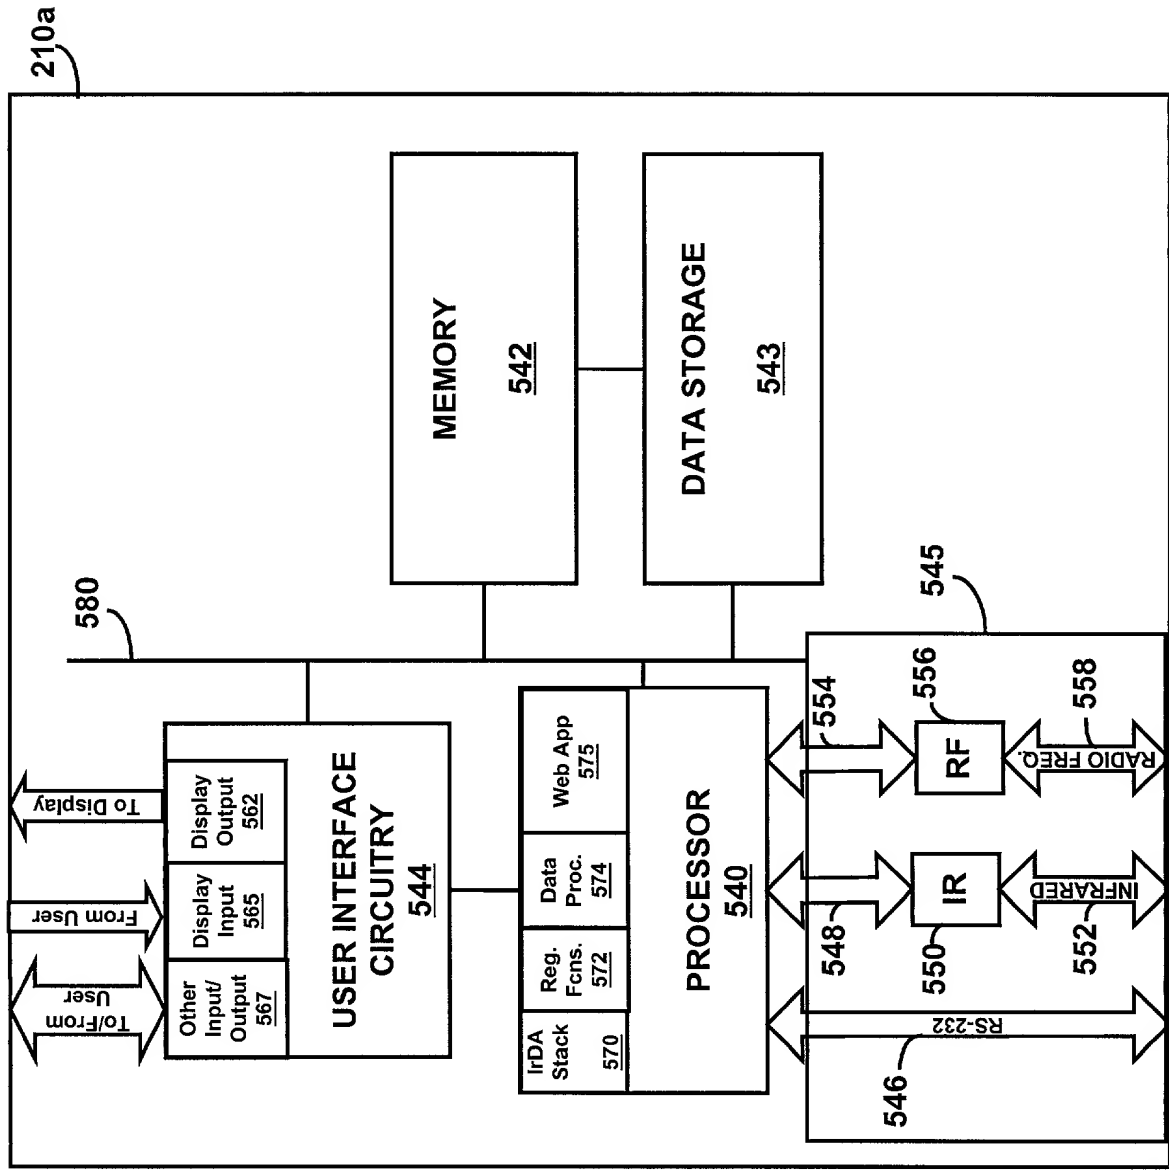 210a
580
To/From
User
From User
To Display
Other
Input/
Output
567
Display
Input
565
Display
Output
562
USER INTERFACE
CIRCUITRY
544
MEMORY
542
DATA STORAGE
543
IrDA
Stack
570
Reg.
Fcns.
572
Data
Proc.
574
Web App
575
PROCESSOR
540
545
546
RS-232
548
IR
550
552
INFRARED
554
RF
556
558
RADIO FREQ.